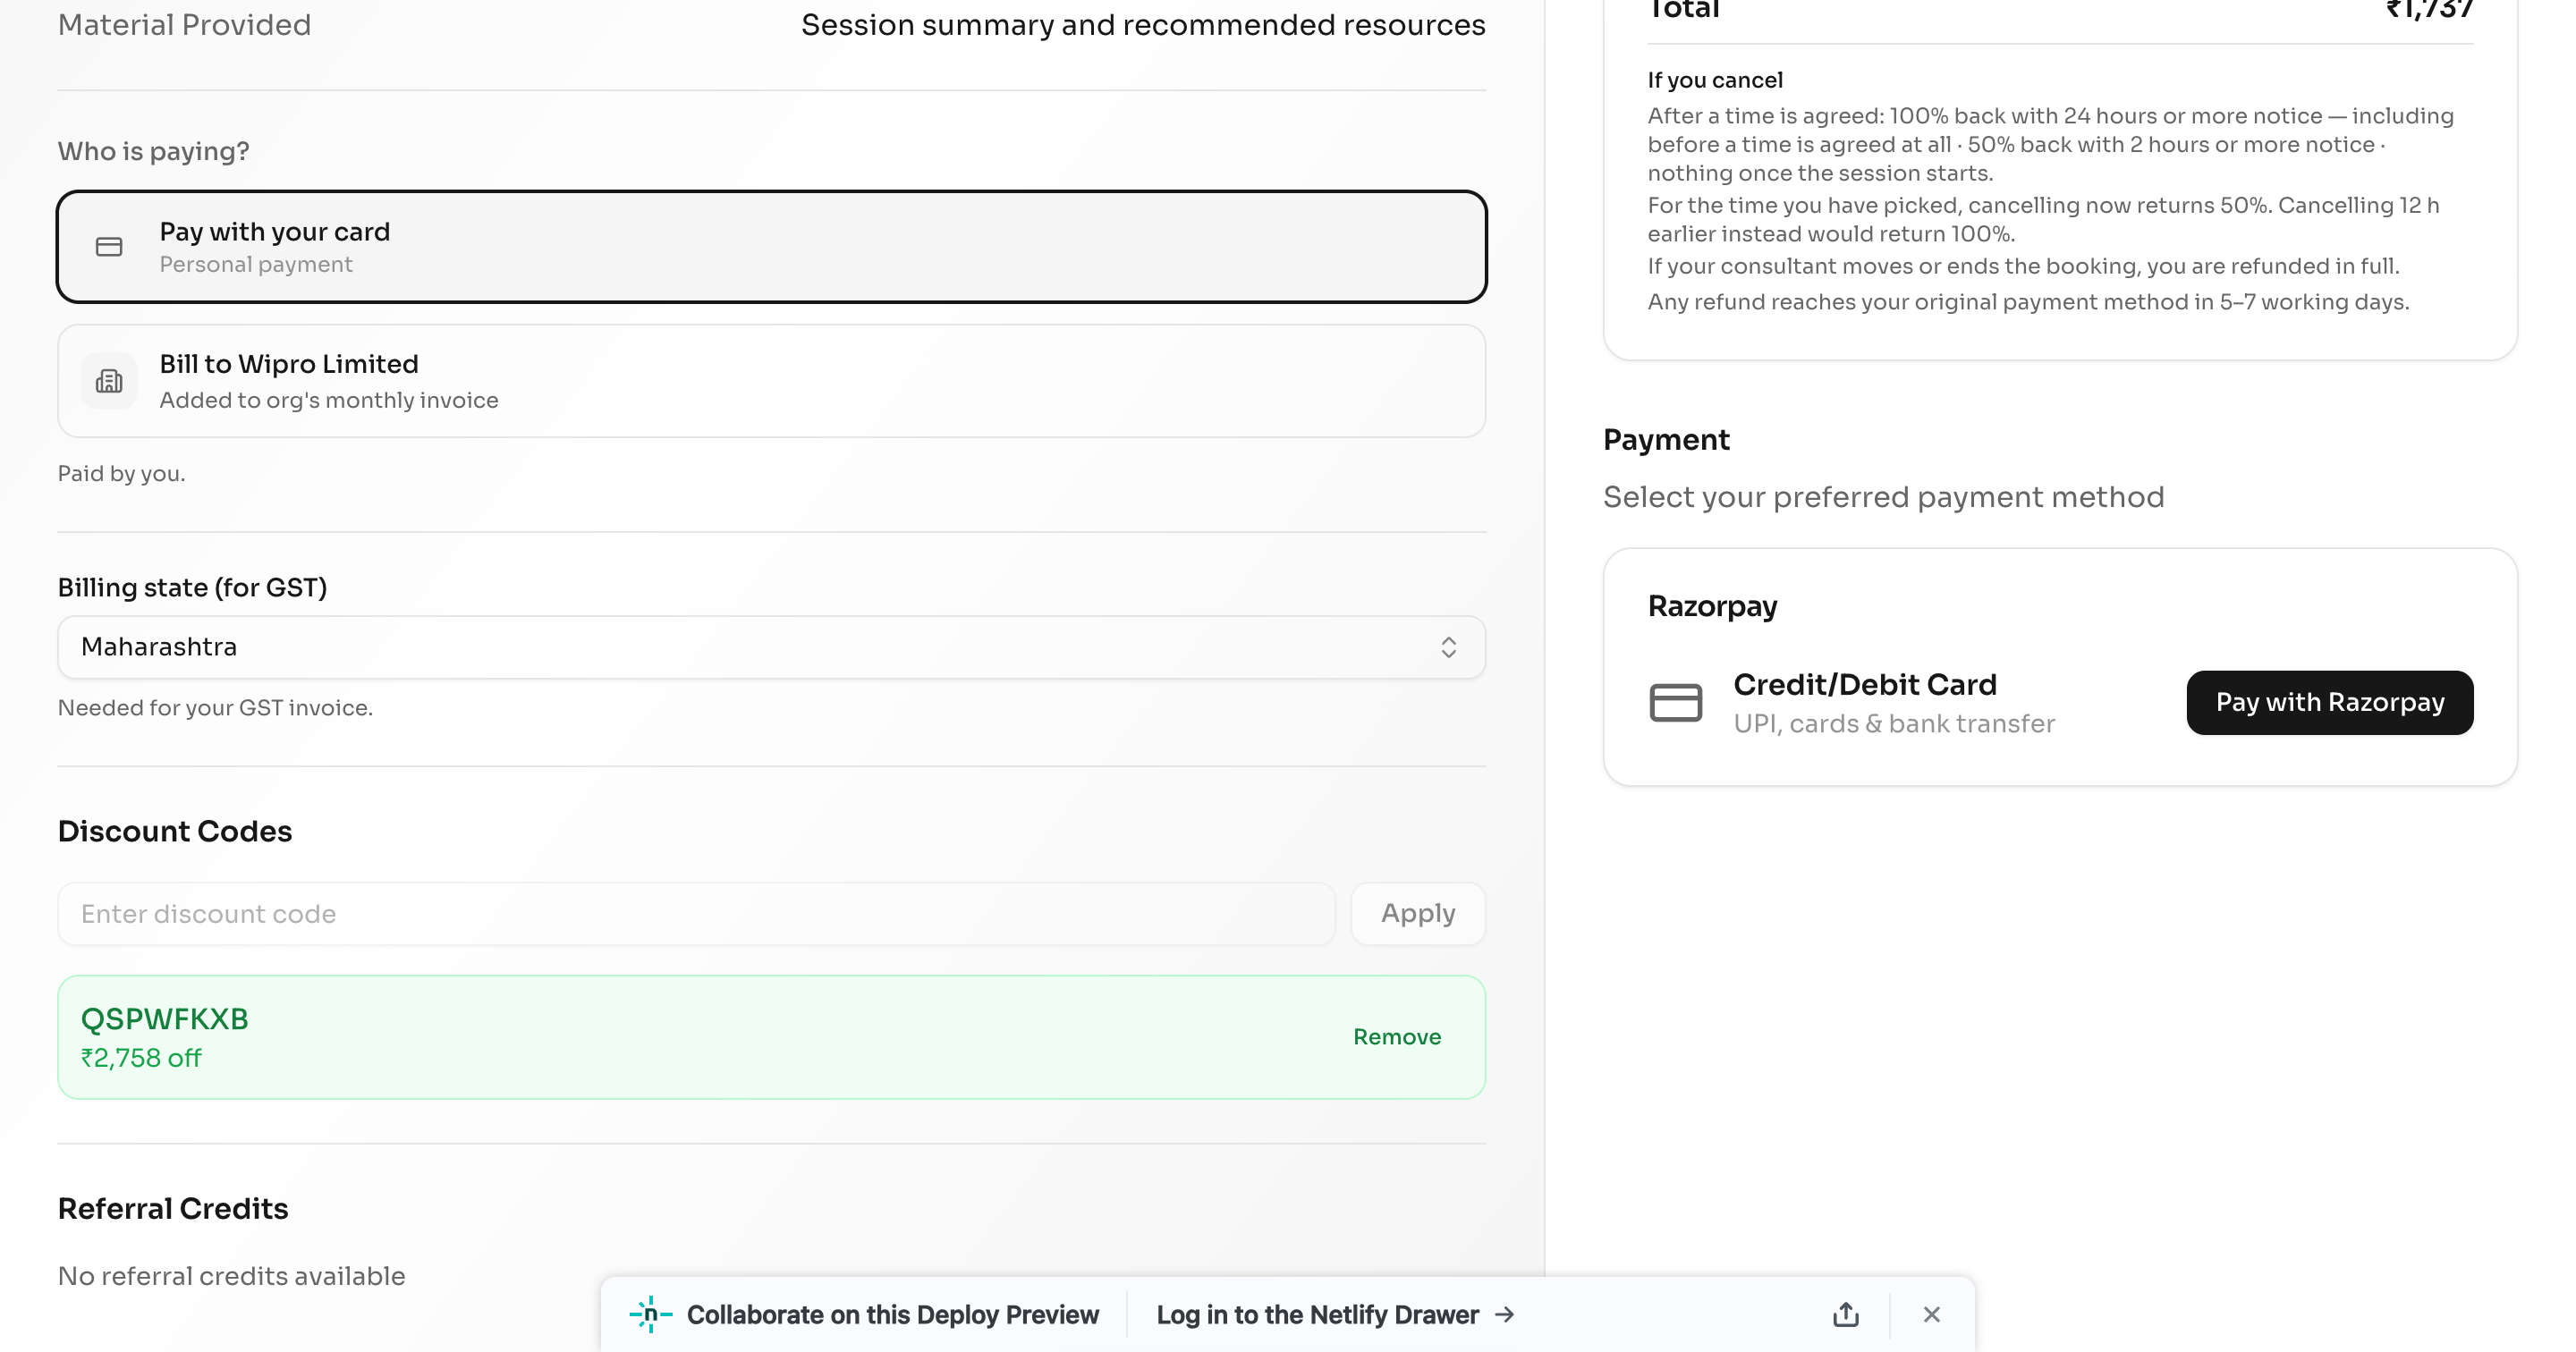 Material Provided
Session summary and recommended resources
Who is paying?
Pay with your card
Personal payment
Bill to Wipro Limited
Added to org's monthly invoice
Paid by you.
Billing state (for GST)
Maharashtra
Needed for your GST invoice.
Discount Codes
Enter discount code
Apply
QSPWFKXB
₹2,758 off
Remove
Referral Credits
No referral credits available
Total
₹1,737
If you cancel
After a time is agreed: 100% back with 24 hours or more notice — including
before a time is agreed at all · 50% back with 2 hours or more notice ·
nothing once the session starts.
For the time you have picked, cancelling now returns 50%. Cancelling 12 h
earlier instead would return 100%.
If your consultant moves or ends the booking, you are refunded in full.
Any refund reaches your original payment method in 5–7 working days.
Payment
Select your preferred payment method
Razorpay
Credit/Debit Card
UPI, cards & bank transfer
Pay with Razorpay
Collaborate on this Deploy Preview
Log in to the Netlify Drawer →